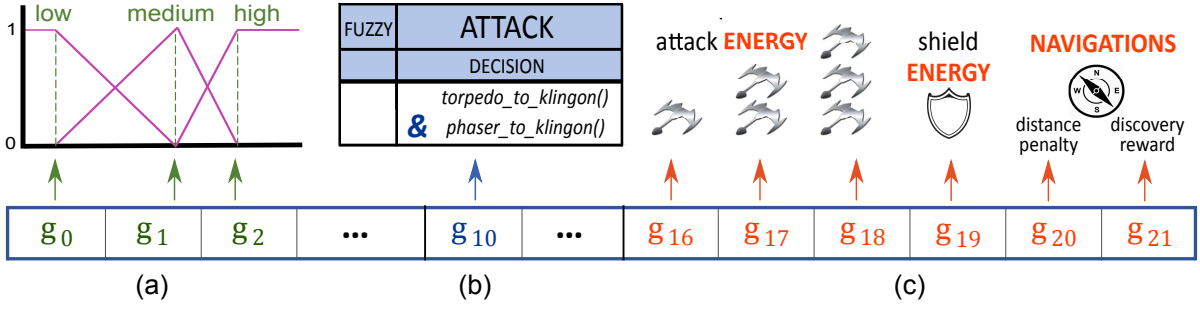 low medium high
1
0
FUZZY ATTACK
DECISION
torpedo_to_klingon()
& phaser_to_klingon()
attack ENERGY
shield
ENERGY
NAVIGATIONS
N
W E
S
distance
penalty
discovery
reward
g0 g1 g2 ... g10 ... g16 g17 g18 g19 g20 g21
(a) (b) (c)